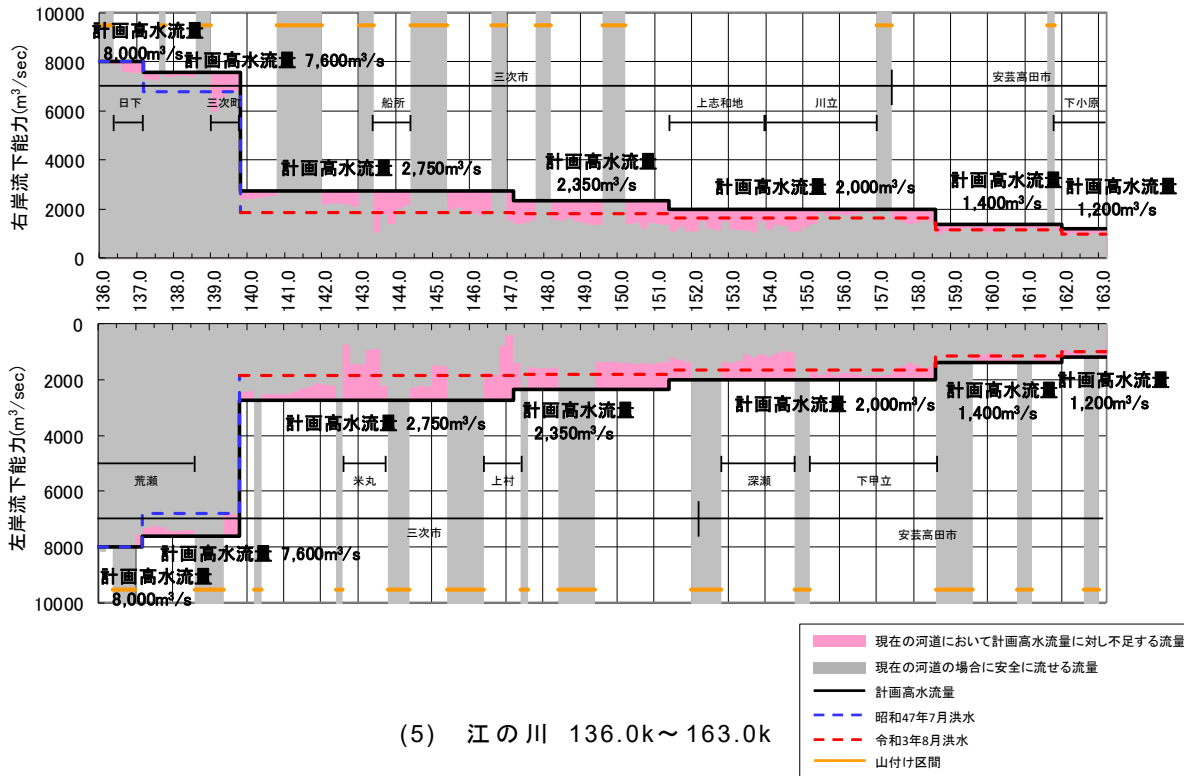 右岸流下能力(m³/sec)
10000
8000
6000
4000
2000
0
計画高水流量
8,000m³/s
計画高水流量 7,600m³/s
三次市
安芸高田市
日下
三次町
船所
上志和地
川立
下小原
計画高水流量 2,750m³/s
計画高水流量
2,350m³/s
計画高水流量 2,000m³/s
計画高水流量
1,400m³/s
計画高水流量
1,200m³/s
136.0
137.0
138.0
139.0
140.0
141.0
142.0
143.0
144.0
145.0
146.0
147.0
148.0
149.0
150.0
151.0
152.0
153.0
154.0
155.0
156.0
157.0
158.0
159.0
160.0
161.0
162.0
163.0
左岸流下能力(m³/sec)
0
2000
4000
6000
8000
10000
計画高水流量 2,750m³/s
計画高水流量
2,350m³/s
計画高水流量 2,000m³/s
計画高水流量
1,400m³/s
計画高水流量
1,200m³/s
荒瀬
米丸
上村
深瀬
下甲立
三次市
安芸高田市
計画高水流量 7,600m³/s
計画高水流量
8,000m³/s
現在の河道において計画高水流量に対し不足する流量
現在の河道の場合に安全に流せる流量
計画高水流量
昭和47年7月洪水
令和3年8月洪水
山付け区間
(5) 江の川 136.0k～163.0k